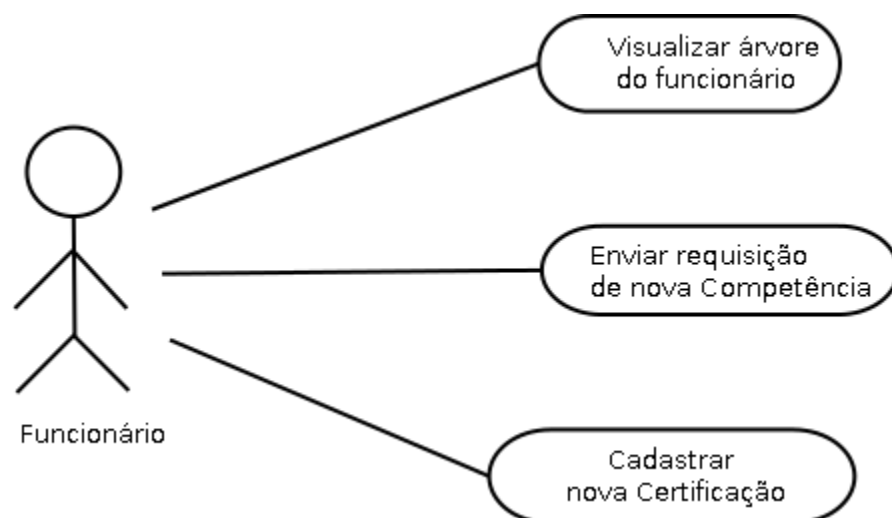 Visualizar árvore
do funcionário
Enviar requisição
de nova Competência
Funcionário
Cadastrar
nova Certificação